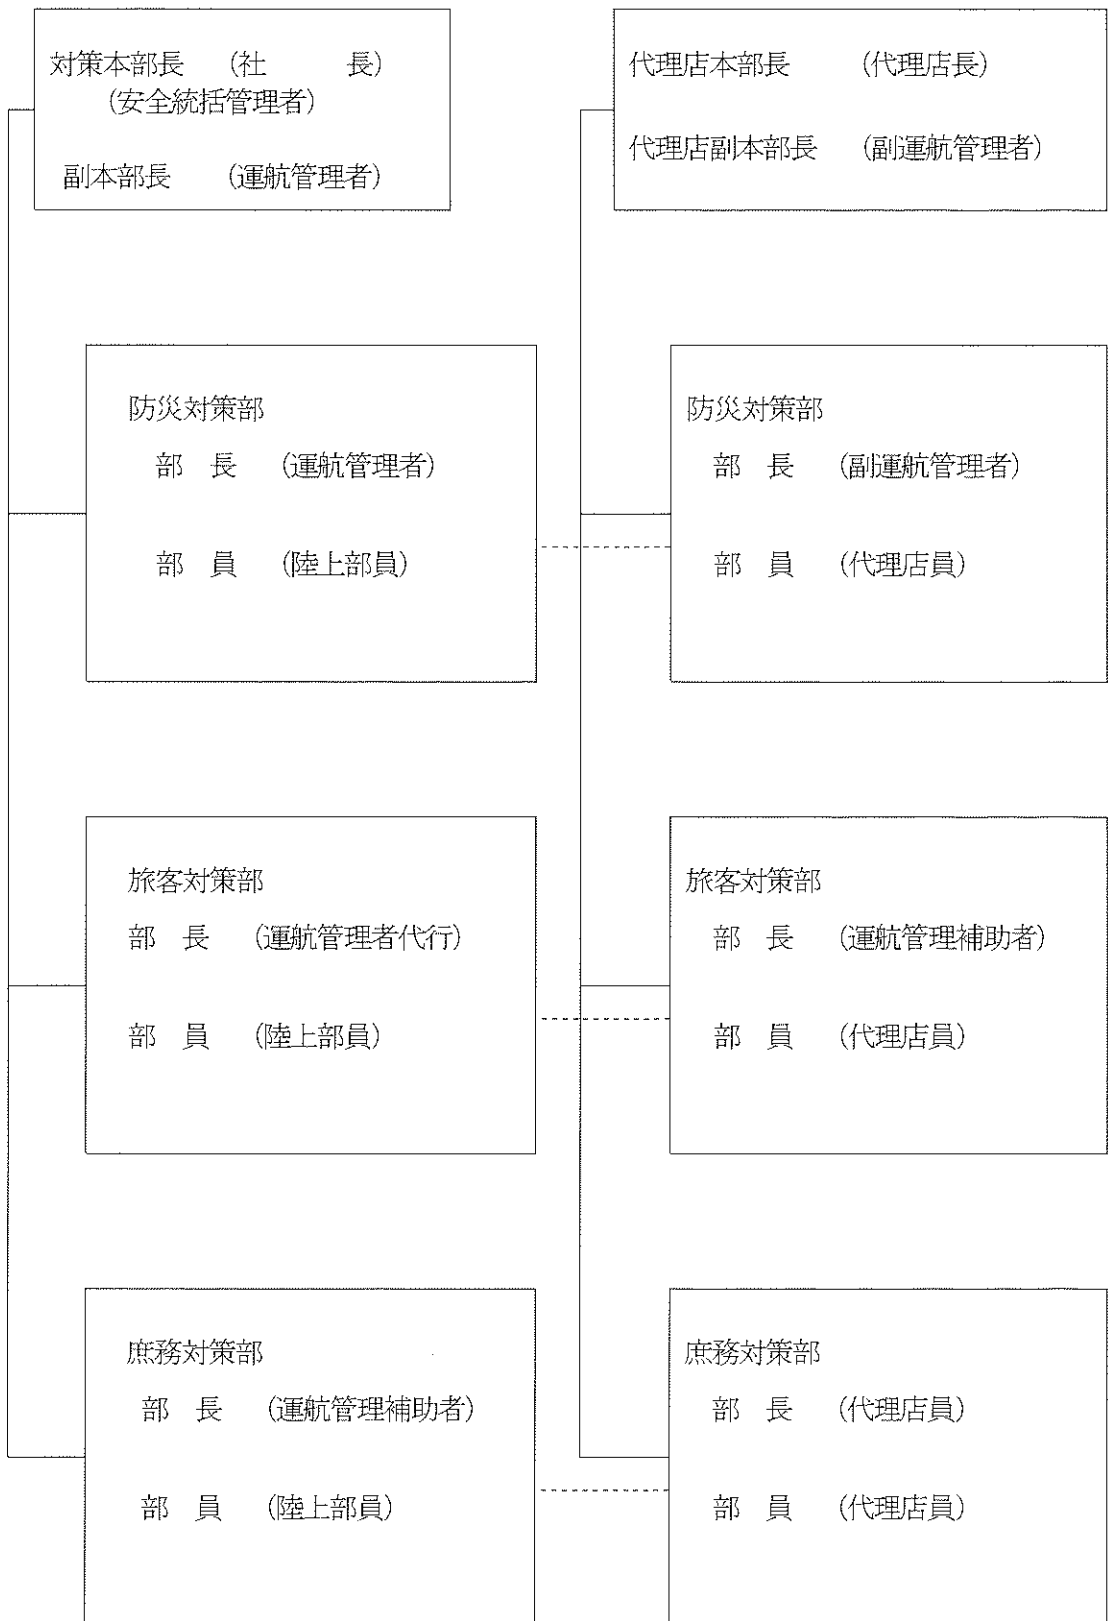 対策本部長　（社　　　長）
（安全統括管理者）
副本部長　　（運航管理者）
代理店本部長　　（代理店長）
代理店副本部長　（副運航管理者）
防災対策部
部　長　（運航管理者）
部　員　（陸上部員）
防災対策部
部　長　（副運航管理者）
部　員　（代理店員）
旅客対策部
部　長　（運航管理者代行）
部　員　（陸上部員）
旅客対策部
部　長　（運航管理補助者）
部　員　（代理店員）
庶務対策部
部　長　（運航管理補助者）
部　員　（陸上部員）
庶務対策部
部　長　（代理店員）
部　員　（代理店員）